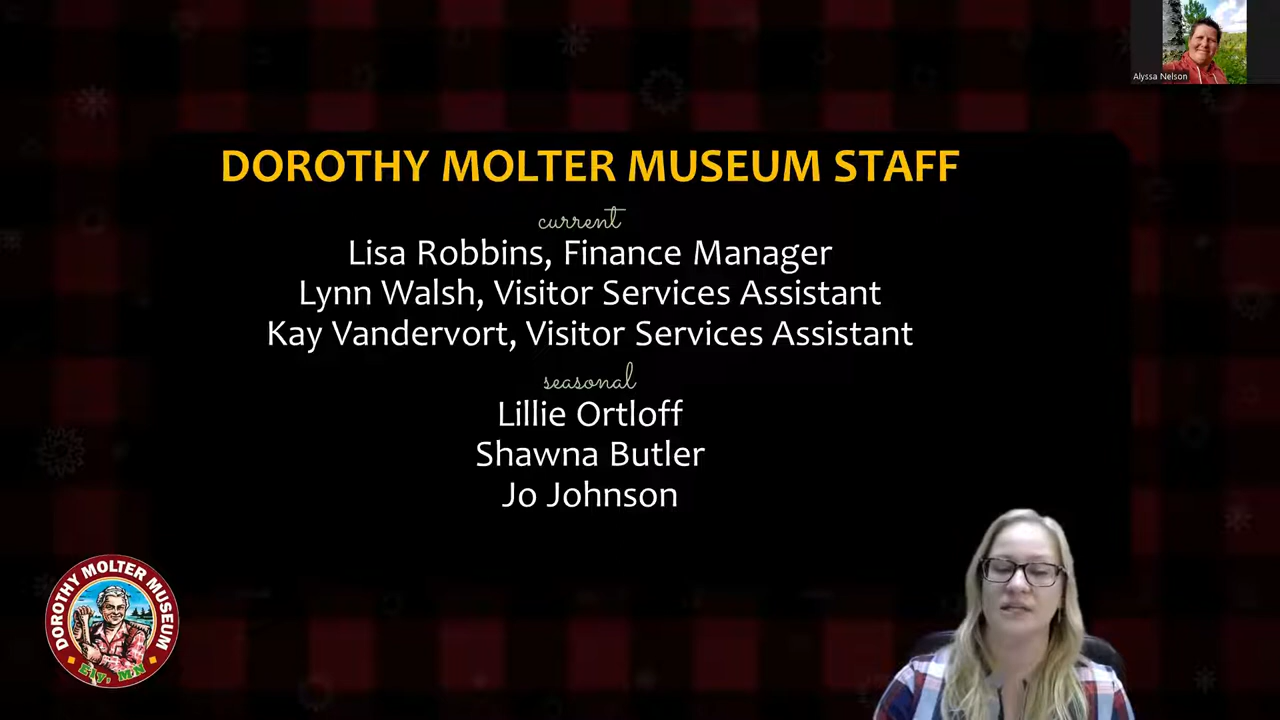 Alyssa Nelson
DOROTHY MOLTER MUSEUM STAFF
current
Lisa Robbins, Finance Manager
Lynn Walsh, Visitor Services Assistant
Kay Vandervort, Visitor Services Assistant
seasonal
Lillie Ortloff
Shawna Butler
Jo Johnson
DOROTHY MOLTER MUSEUM
Ely, MN